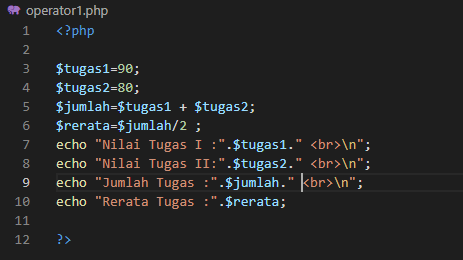 operator1.php
1 <?php
2
3 $tugas1=90;
4 $tugas2=80;
5 $jumlah=$tugas1 + $tugas2;
6 $rerata=$jumlah/2 ;
7 echo "Nilai Tugas I :".$tugas1." <br>\n";
8 echo "Nilai Tugas II:".$tugas2." <br>\n";
9 echo "Jumlah Tugas :".$jumlah." <br>\n";
10 echo "Rerata Tugas :".$rerata;
11
12 ?>